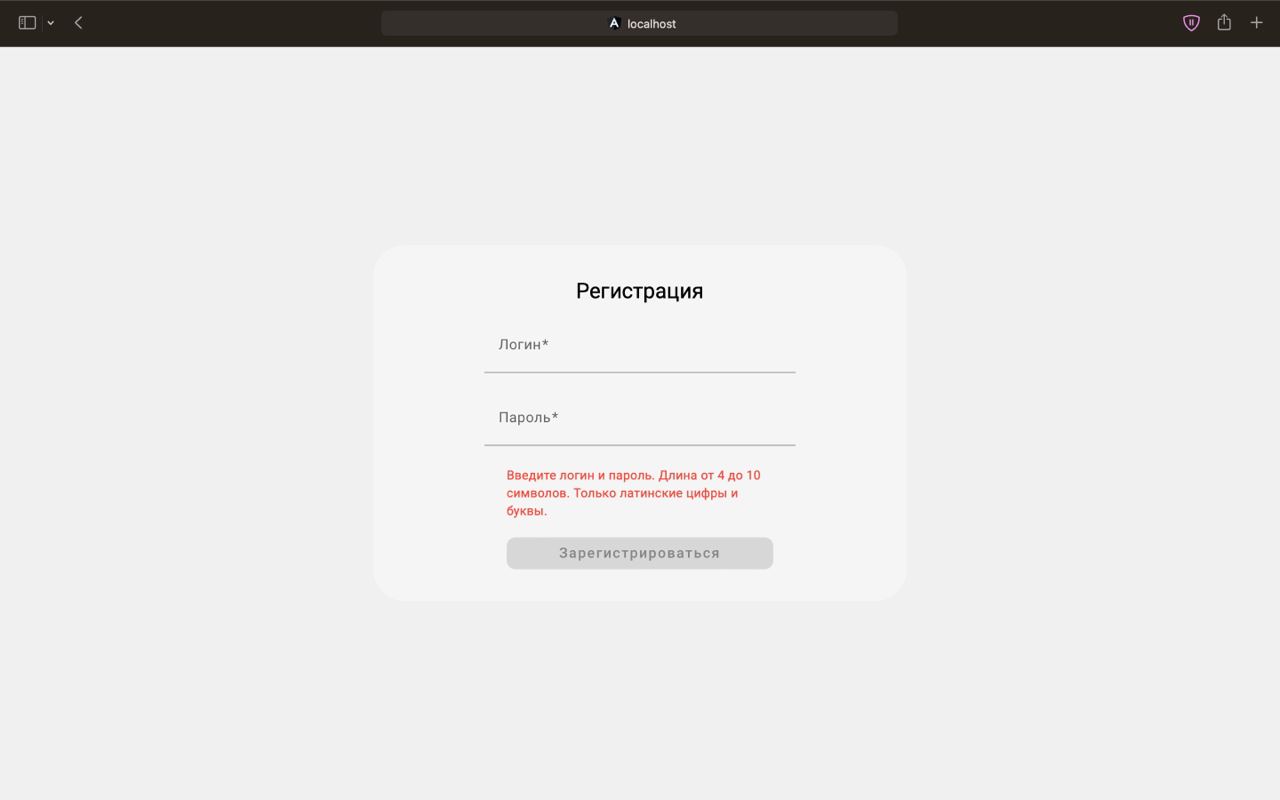 localhost
Регистрация
Логин*
Пароль*
Введите логин и пароль. Длина от 4 до 10
символов. Только латинские цифры и
буквы.
Зарегистрироваться